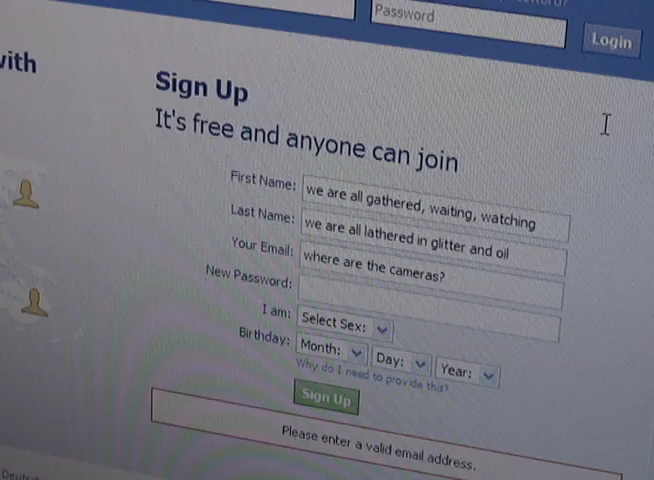 Password
Login
with
Sign Up
It's free and anyone can join
First Name: we are all gathered, waiting, watching
Last Name: we are all lathered in glitter and oil
Your Email: where are the cameras?
New Password:
I am: Select Sex:
Birthday: Month: Day: Year:
Why do I need to provide this?
Sign Up
Please enter a valid email address.